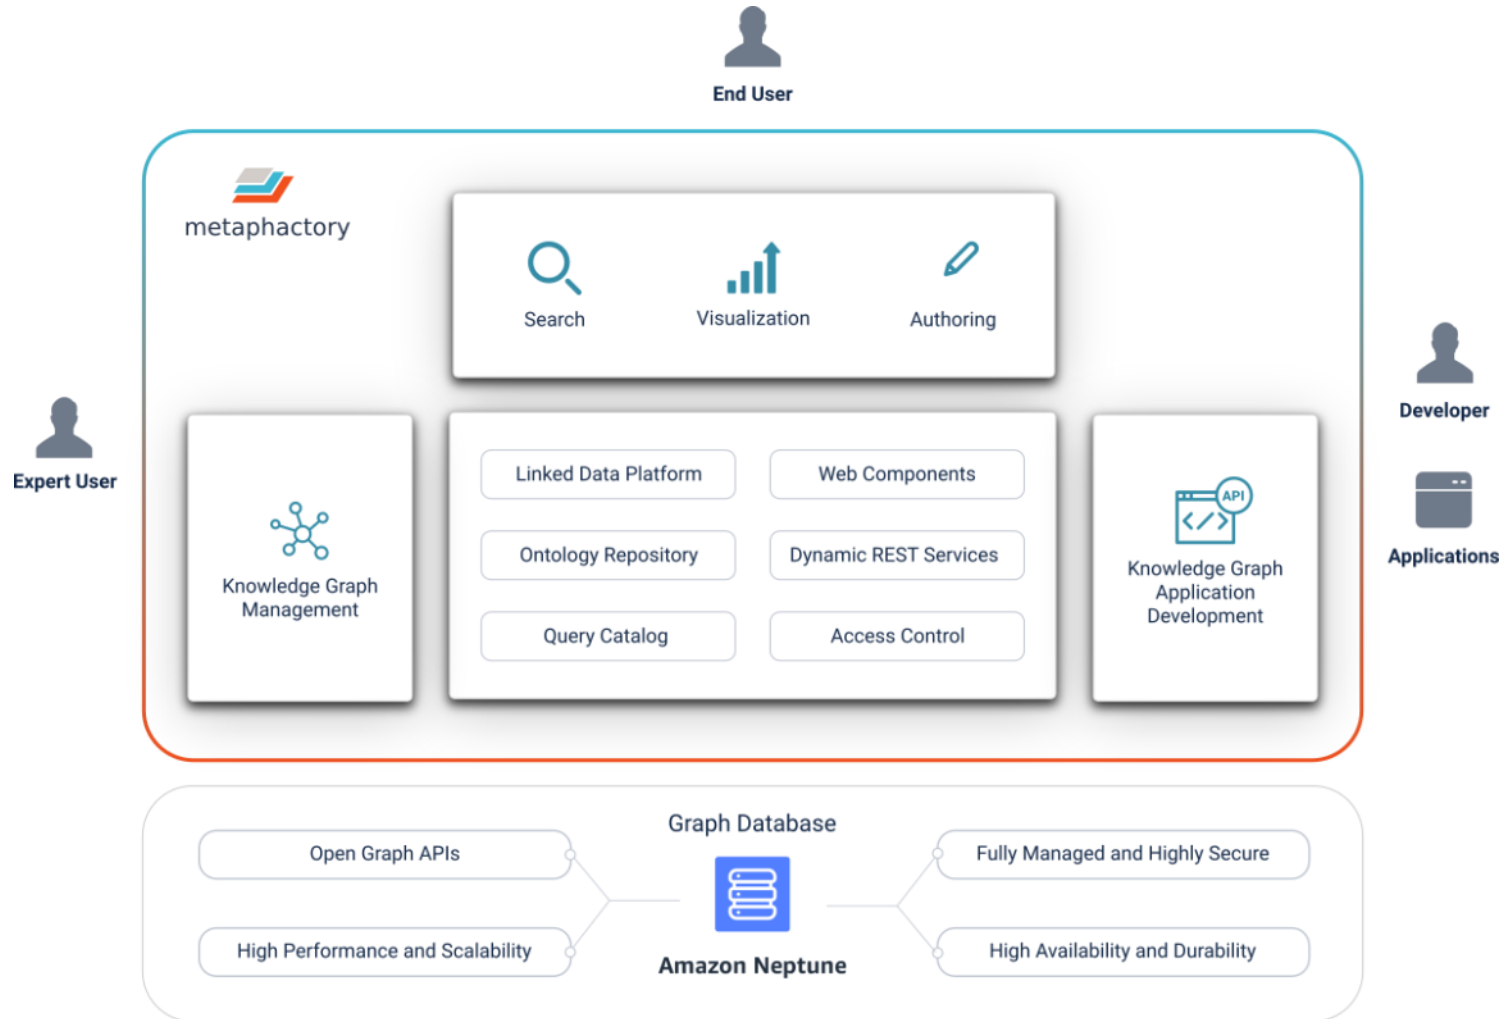 End User
metaphactory
Search
Visualization
Authoring
Developer
Expert User
Knowledge Graph
Management
Linked Data Platform
Web Components
Ontology Repository
Dynamic REST Services
Query Catalog
Access Control
API
</>
Knowledge Graph
Application
Development
Applications
Graph Database
Open Graph APIs
Fully Managed and Highly Secure
High Performance and Scalability
High Availability and Durability
Amazon Neptune